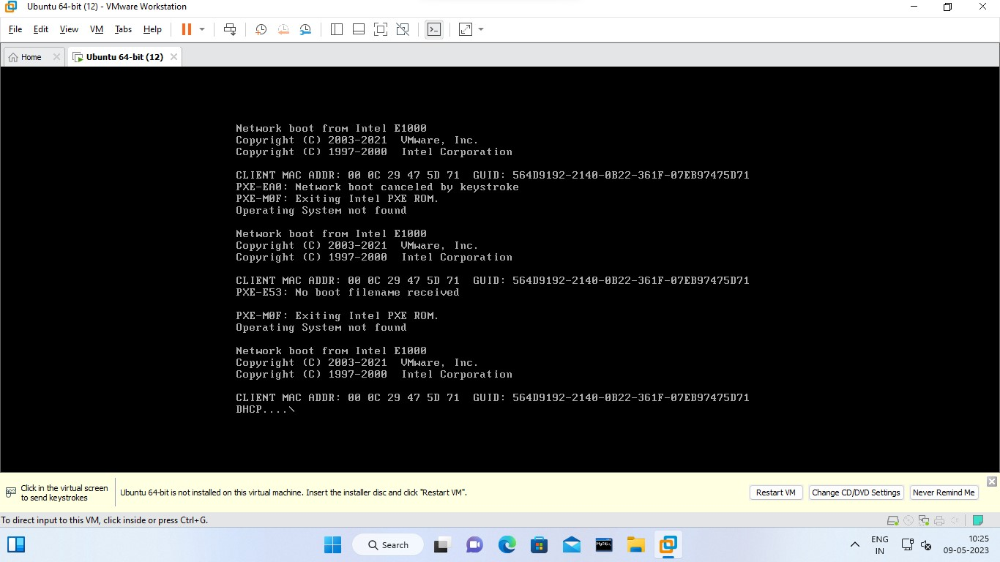 Ubuntu 64-bit (12) - VMware Workstation
File Edit View VM Tabs Help
Home
Ubuntu 64-bit (12)
Network boot from Intel E1000
Copyright (C) 2003-2021 VMware, Inc.
Copyright (C) 1997-2000 Intel Corporation
CLIENT MAC ADDR: 00 0C 29 47 5D 71 GUID: 564D9192-2140-0B22-361F-07EB97475D71
PXE-EA0: Network boot canceled by keystroke
PXE-M0F: Exiting Intel PXE ROM.
Operating System not found
Network boot from Intel E1000
Copyright (C) 2003-2021 VMware, Inc.
Copyright (C) 1997-2000 Intel Corporation
CLIENT MAC ADDR: 00 0C 29 47 5D 71 GUID: 564D9192-2140-0B22-361F-07EB97475D71
PXE-E53: No boot filename received
PXE-M0F: Exiting Intel PXE ROM.
Operating System not found
Network boot from Intel E1000
Copyright (C) 2003-2021 VMware, Inc.
Copyright (C) 1997-2000 Intel Corporation
CLIENT MAC ADDR: 00 0C 29 47 5D 71 GUID: 564D9192-2140-0B22-361F-07EB97475D71
DHCP....\
Click in the virtual screen
to send keystrokes
Ubuntu 64-bit is not installed on this virtual machine. Insert the installer disc and click "Restart VM".
Restart VM
Change CD/DVD Settings
Never Remind Me
To direct input to this VM, click inside or press Ctrl+G.
Search
MySQL
ENG
IN
10:25
09-05-2023